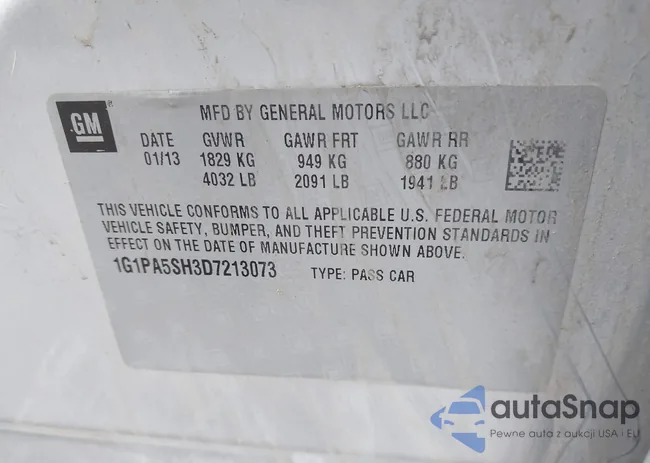 GM
MFD BY GENERAL MOTORS LLC
DATE GVWR GAWR FRT GAWR RR
01/13 1829 KG 949 KG 880 KG
4032 LB 2091 LB 1941 LB
THIS VEHICLE CONFORMS TO ALL APPLICABLE U.S. FEDERAL MOTOR
VEHICLE SAFETY, BUMPER, AND THEFT PREVENTION STANDARDS IN
EFFECT ON THE DATE OF MANUFACTURE SHOWN ABOVE.
1G1PA5SH3D7213073 TYPE: PASS CAR
autoSnap
Pewne auta z aukcji USA i EU